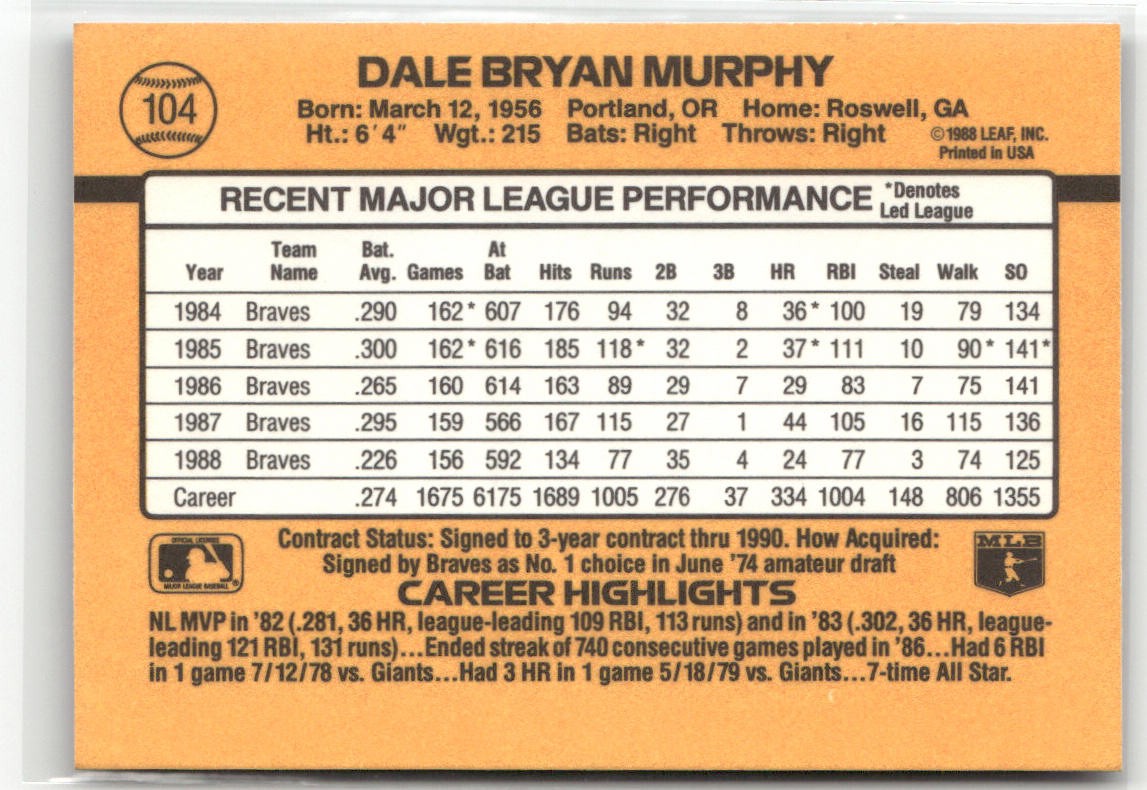 104
DALE BRYAN MURPHY
Born: March 12, 1956 Portland, OR Home: Roswell, GA
Ht.: 6'4" Wgt.: 215 Bats: Right Throws: Right
©1988 LEAF, INC.
Printed in USA
RECENT MAJOR LEAGUE PERFORMANCE *Denotes Led League
Year Team Name Bat. Avg. Games At Bat Hits Runs 2B 3B HR RBI Steal Walk SO
1984 Braves .290 162* 607 176 94 32 8 36* 100 19 79 134
1985 Braves .300 162* 616 185 118* 32 2 37* 111 10 90* 141*
1986 Braves .265 160 614 163 89 29 7 29 83 7 75 141
1987 Braves .295 159 566 167 115 27 1 44 105 16 115 136
1988 Braves .226 156 592 134 77 35 4 24 77 3 74 125
Career .274 1675 6175 1689 1005 276 37 334 1004 148 806 1355
OFFICIAL LICENSEE
MAJOR LEAGUE BASEBALL
®
Contract Status: Signed to 3-year contract thru 1990. How Acquired:
Signed by Braves as No. 1 choice in June '74 amateur draft
MLB
CAREER HIGHLIGHTS
NL MVP in '82 (.281, 36 HR, league-leading 109 RBI, 113 runs) and in '83 (.302, 36 HR, league-
leading 121 RBI, 131 runs)...Ended streak of 740 consecutive games played in '86...Had 6 RBI
in 1 game 7/12/78 vs. Giants...Had 3 HR in 1 game 5/18/79 vs. Giants...7-time All Star.